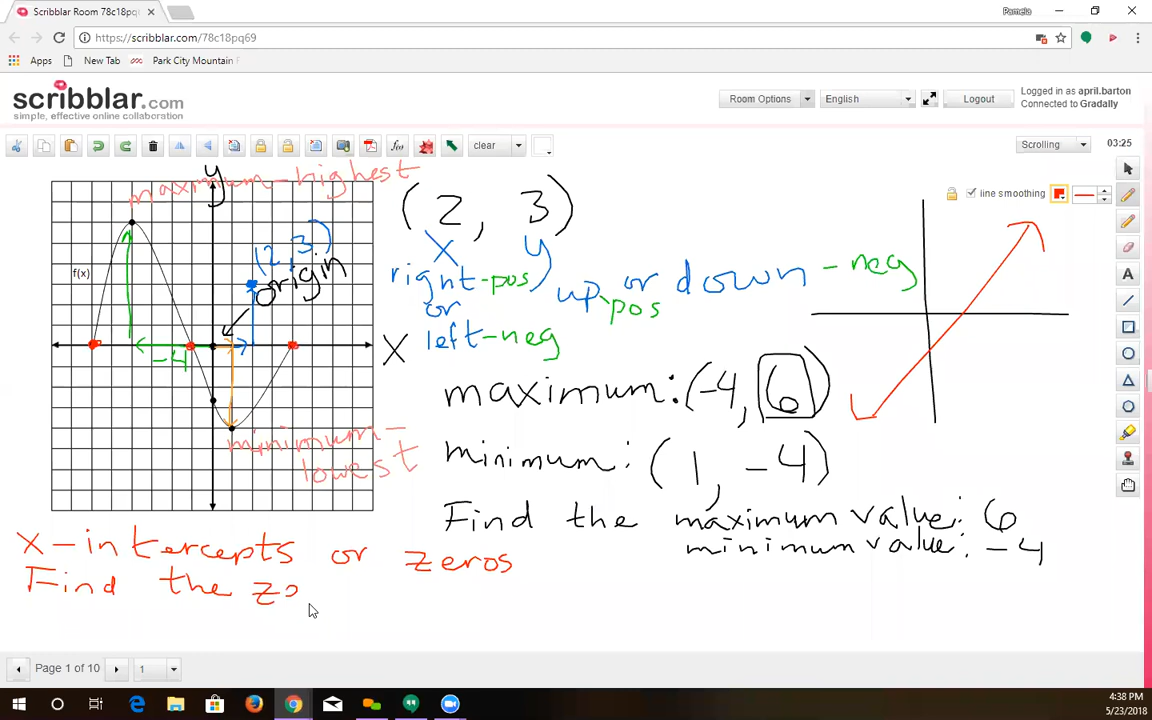 Scribblar Room 78c18pq
Pamela
https://scribblar.com/78c18pq69
Apps
New Tab
Park City Mountain
scribblar.com
simple, effective online collaboration
Room Options
English
Logout
Logged in as april.barton
Connected to Gradally
f(x)
clear
Scrolling
03:25
line smoothing
A
y
maximum-highest
(2,3)
origin
f(x)
-4
x
minimum-
lowest
(2, 3)
X y
right-pos
or
left-neg
up-pos or down-neg
maximum: (-4, 6)
minimum: (1, -4)
Find the maximum value: 6
minimum value: -4
X-intercepts or zeros
Find the
Page 1 of 10
1
4:38 PM
5/23/2018